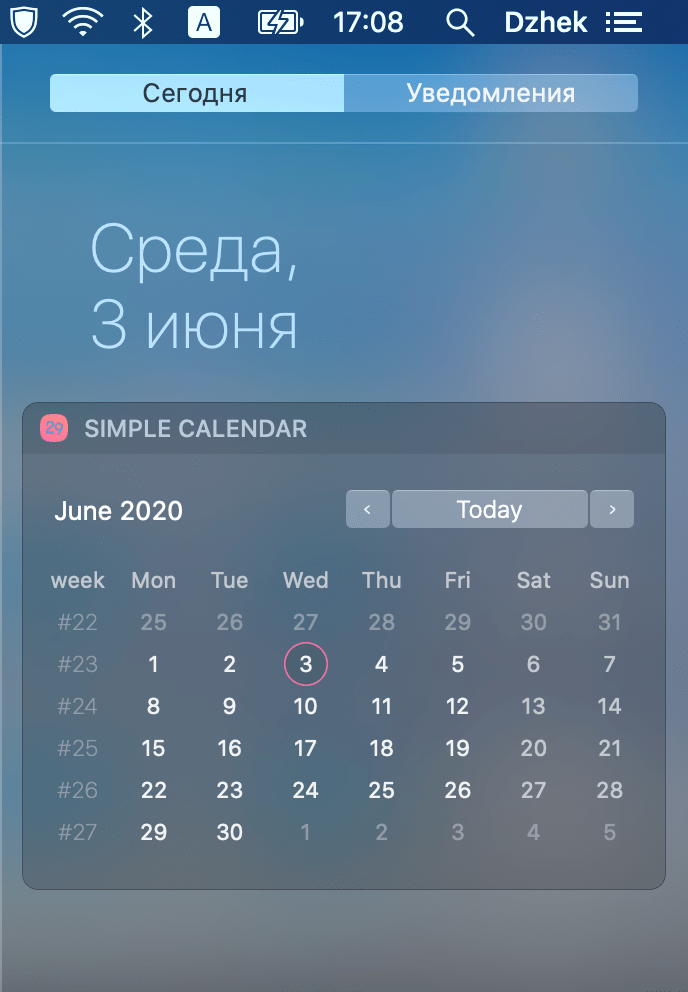 A 17:08 Dzhek
Сегодня Уведомления
Среда,
3 июня
29 SIMPLE CALENDAR
June 2020 ‹ Today ›
week Mon Tue Wed Thu Fri Sat Sun
#22 25 26 27 28 29 30 31
#23 1 2 3 4 5 6 7
#24 8 9 10 11 12 13 14
#25 15 16 17 18 19 20 21
#26 22 23 24 25 26 27 28
#27 29 30 1 2 3 4 5